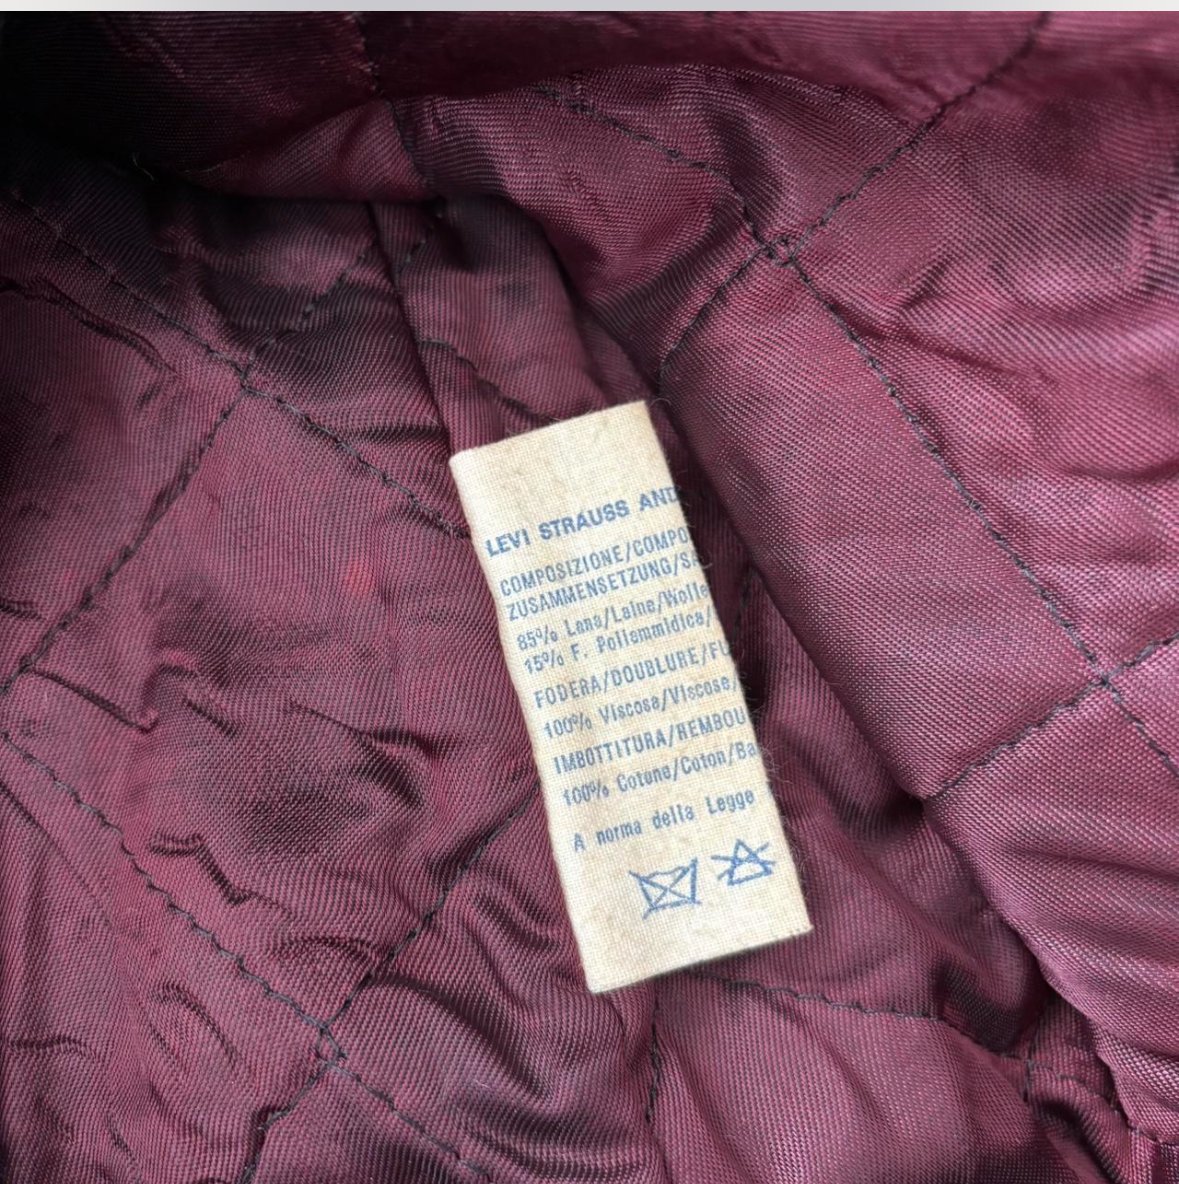 LEVI STRAUSS AND
COMPOSIZIONE/COMPO
ZUSAMMENSETZUNG/SA
85% Lana/Laine/Wolle
15% F. Poliammidica/
FODERA/DOUBLURE/FU
100% Viscosa/Viscose/
IMBOTTITURA/REMBOU
100% Cotone/Coton/Ba
A norma della Legge